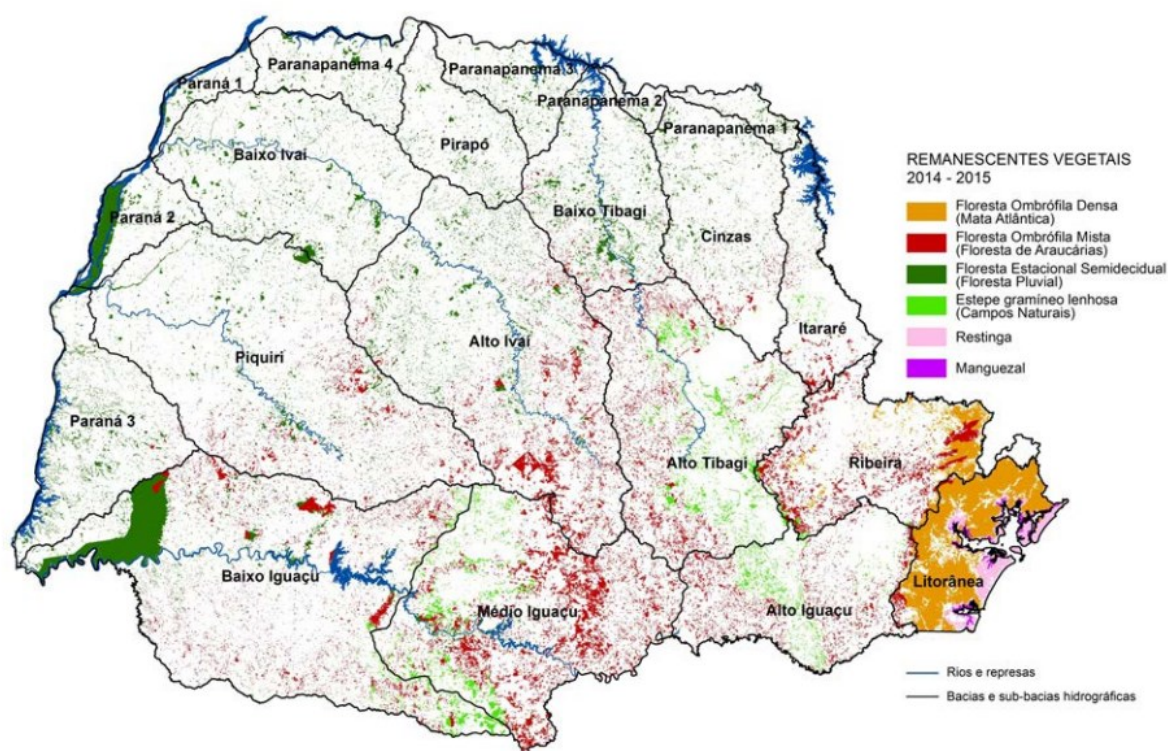 Paraná 1
Paranapanema 4
Paranapanema 3
Paranapanema 2
Paranapanema 1
Pirapó
Baixo Ivaí
Paraná 2
Baixo Tibagi
Cinzas
Itararé
Piquiri
Alto Ivaí
Paraná 3
Alto Tibagi
Ribeira
Baixo Iguaçu
Médio Iguaçu
Alto Iguaçu
Litorânea
REMANESCENTES VEGETAIS
2014 - 2015
Floresta Ombrófila Densa
(Mata Atlântica)
Floresta Ombrófila Mista
(Floresta de Araucárias)
Floresta Estacional Semidecidual
(Floresta Pluvial)
Estepe gramíneo lenhosa
(Campos Naturais)
Restinga
Manguezal
Rios e represas
Bacias e sub-bacias hidrográficas